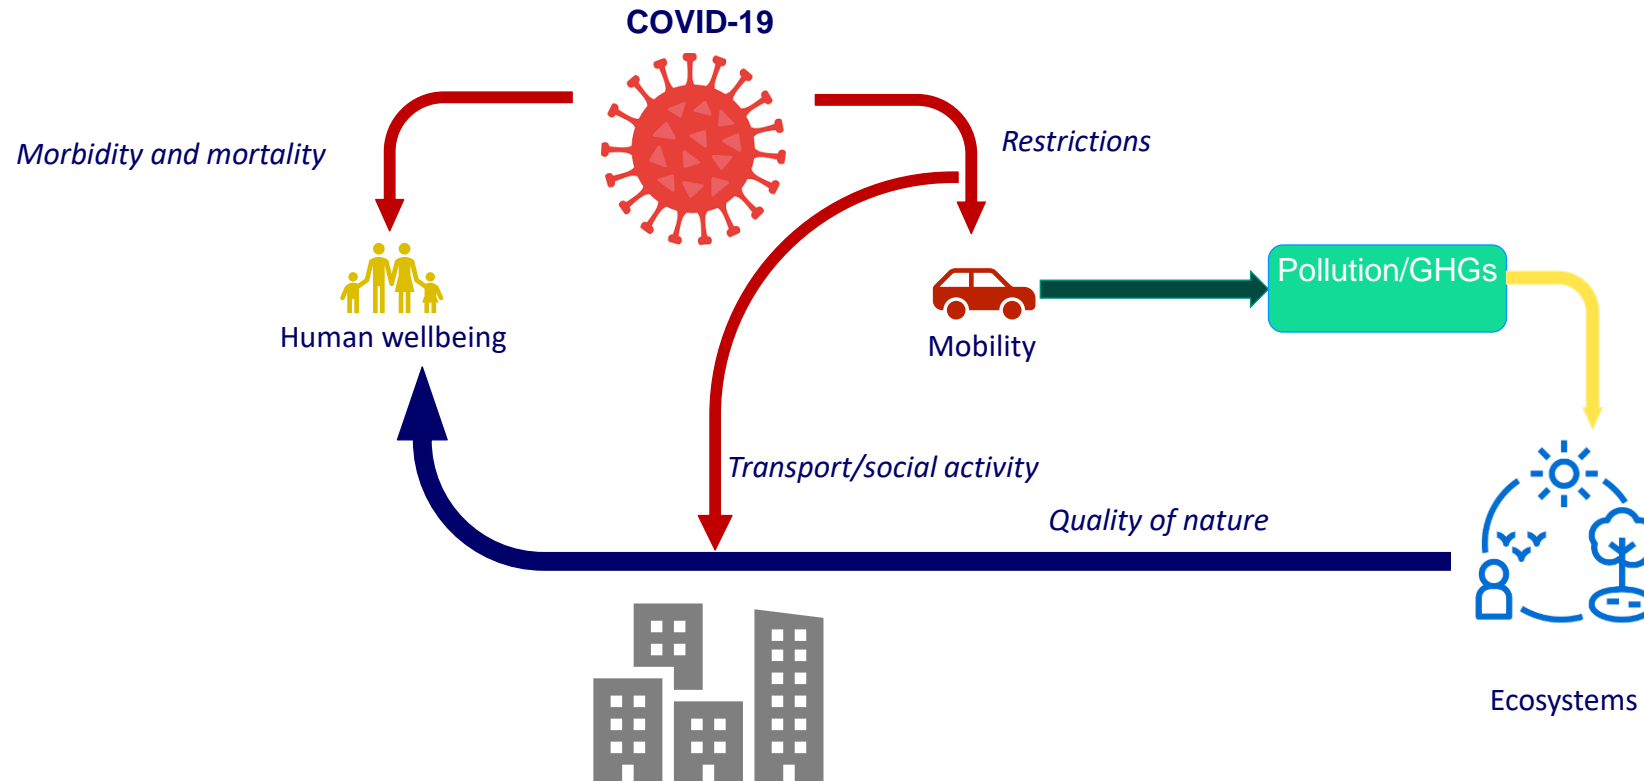 COVID-19
Morbidity and mortality
Restrictions
Pollution/GHGs
Human wellbeing
Mobility
Transport/social activity
Quality of nature
Ecosystems